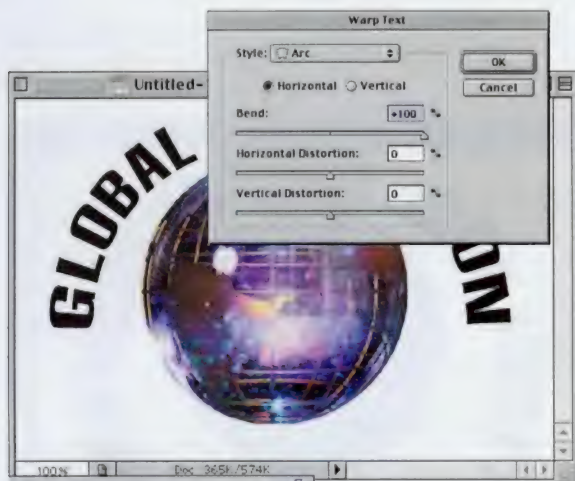 Warp Text
Style: Arc
OK
Horizontal Vertical
Cancel
Bend: +100 %
Horizontal Distortion: 0 %
Vertical Distortion: 0 %
Untitled-
GLOBAL
ON
100% Doc: 365K/574K